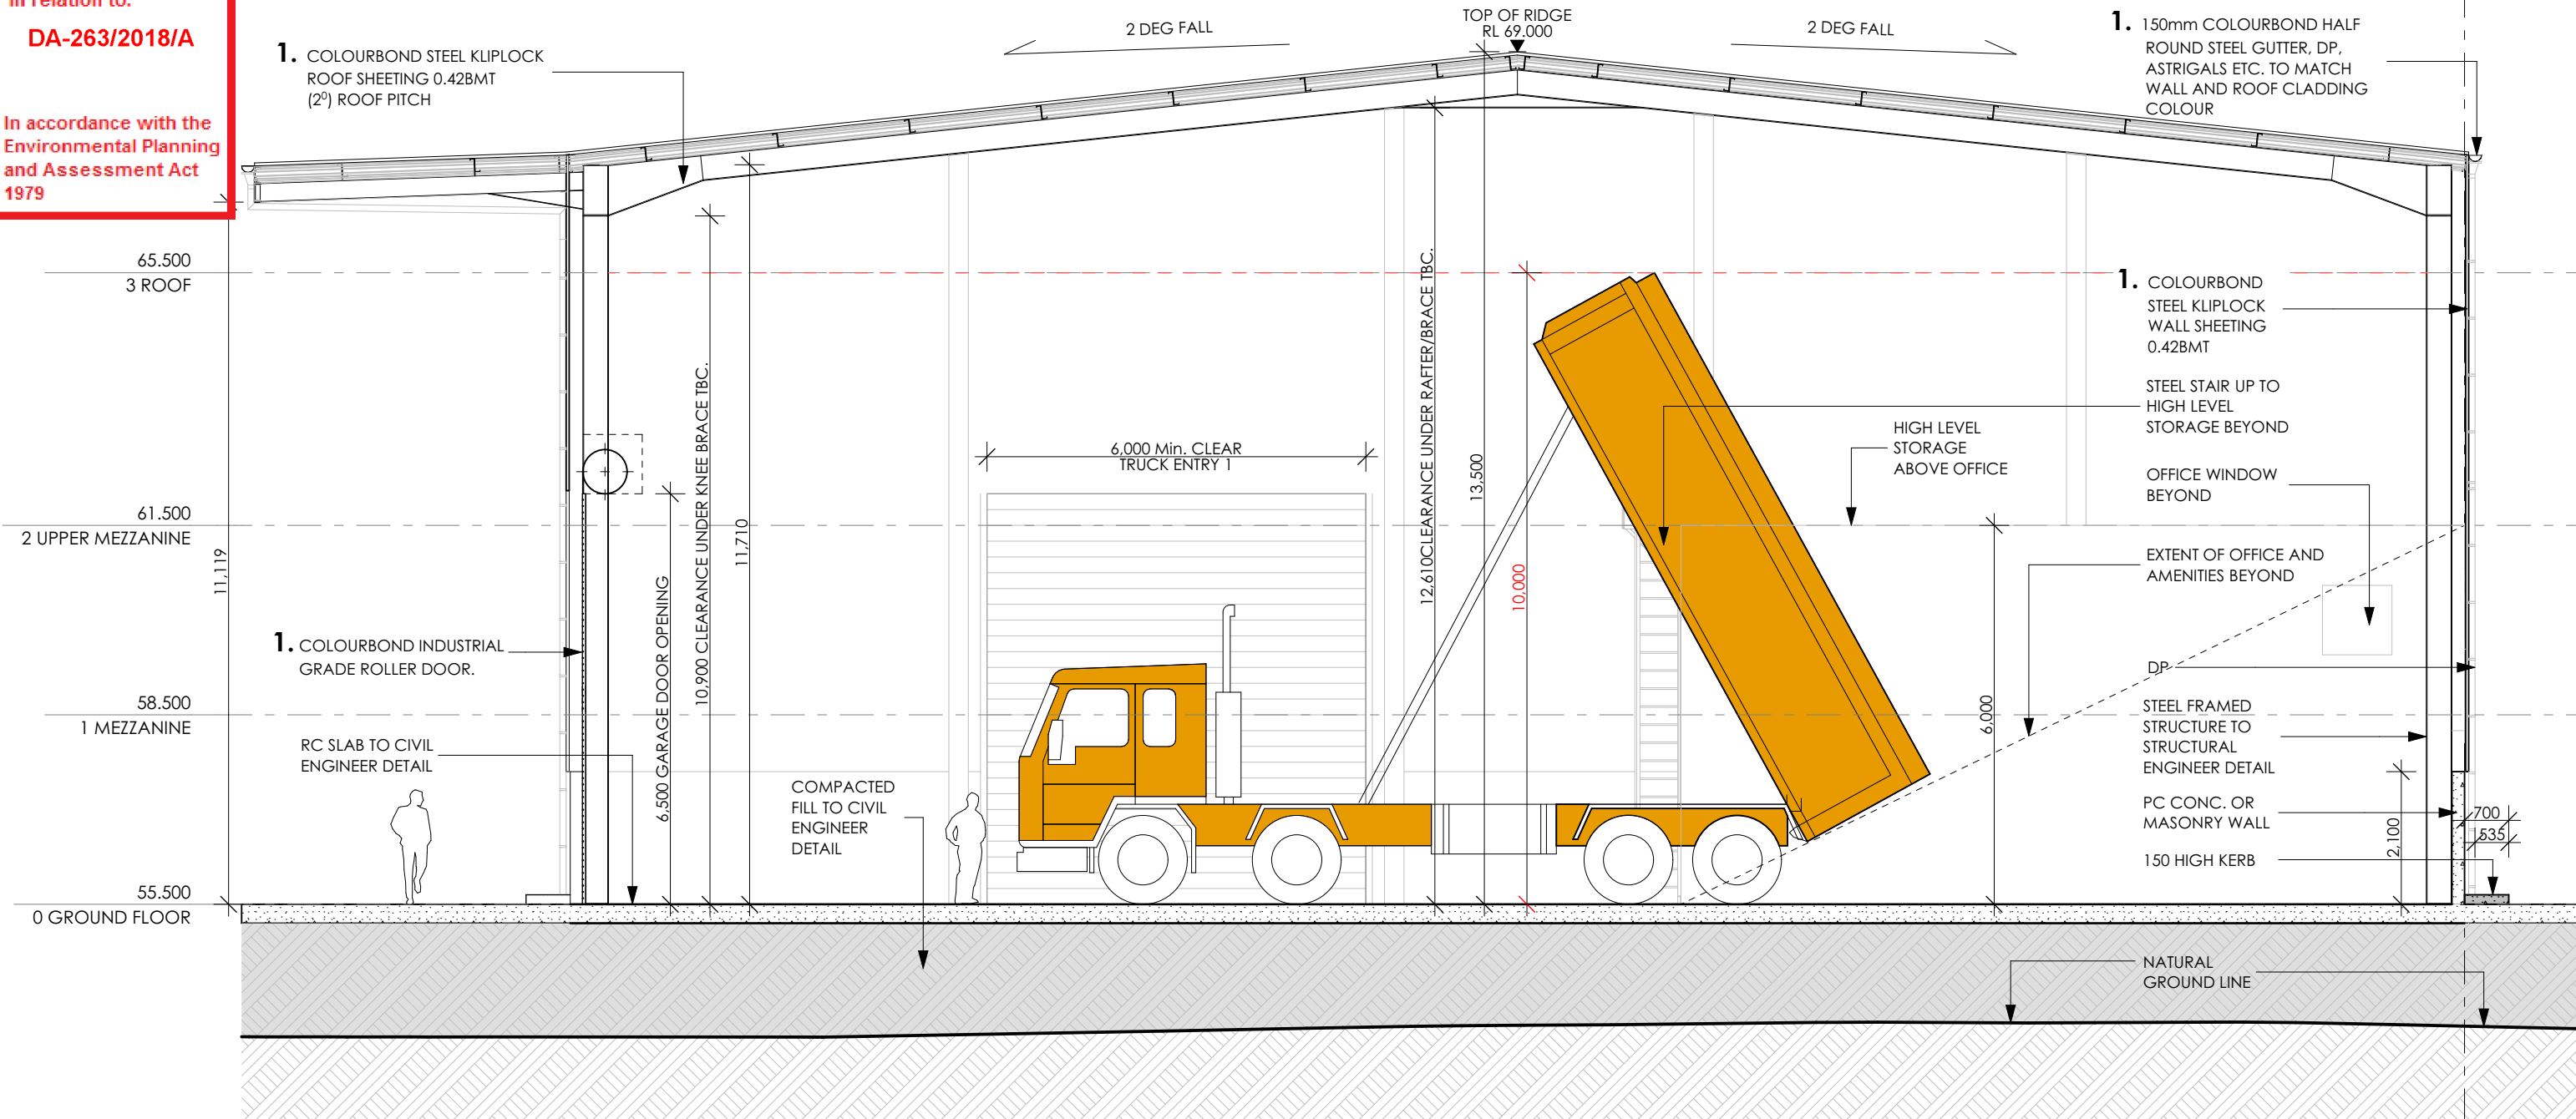 in relation to:
DA-263/2018/A
In accordance with the
Environmental Planning
and Assessment Act
1979
1. COLOURBOND STEEL KLIPLOCK
ROOF SHEETING 0.42BMT
(2⁰) ROOF PITCH
2 DEG FALL
TOP OF RIDGE
RL 69.000
2 DEG FALL
1. 150mm COLOURBOND HALF
ROUND STEEL GUTTER, DP,
ASTRIGALS ETC. TO MATCH
WALL AND ROOF CLADDING
COLOUR
65.500
3 ROOF
61.500
2 UPPER MEZZANINE
58.500
1 MEZZANINE
55.500
0 GROUND FLOOR
11,119
1. COLOURBOND INDUSTRIAL
GRADE ROLLER DOOR.
RC SLAB TO CIVIL
ENGINEER DETAIL
6,500 GARAGE DOOR OPENING
10,900 CLEARANCE UNDER KNEE BRACE TBC.
11,710
COMPACTED
FILL TO CIVIL
ENGINEER
DETAIL
6,000 Min. CLEAR
TRUCK ENTRY 1
12,610CLEARANCE UNDER RAFTER/BRACE TBC.
13,500
10,000
HIGH LEVEL
STORAGE
ABOVE OFFICE
6,000
1. COLOURBOND
STEEL KLIPLOCK
WALL SHEETING
0.42BMT
STEEL STAIR UP TO
HIGH LEVEL
STORAGE BEYOND
OFFICE WINDOW
BEYOND
EXTENT OF OFFICE AND
AMENITIES BEYOND
DP
STEEL FRAMED
STRUCTURE TO
STRUCTURAL
ENGINEER DETAIL
PC CONC. OR
MASONRY WALL
150 HIGH KERB
2,100
700
535
NATURAL
GROUND LINE